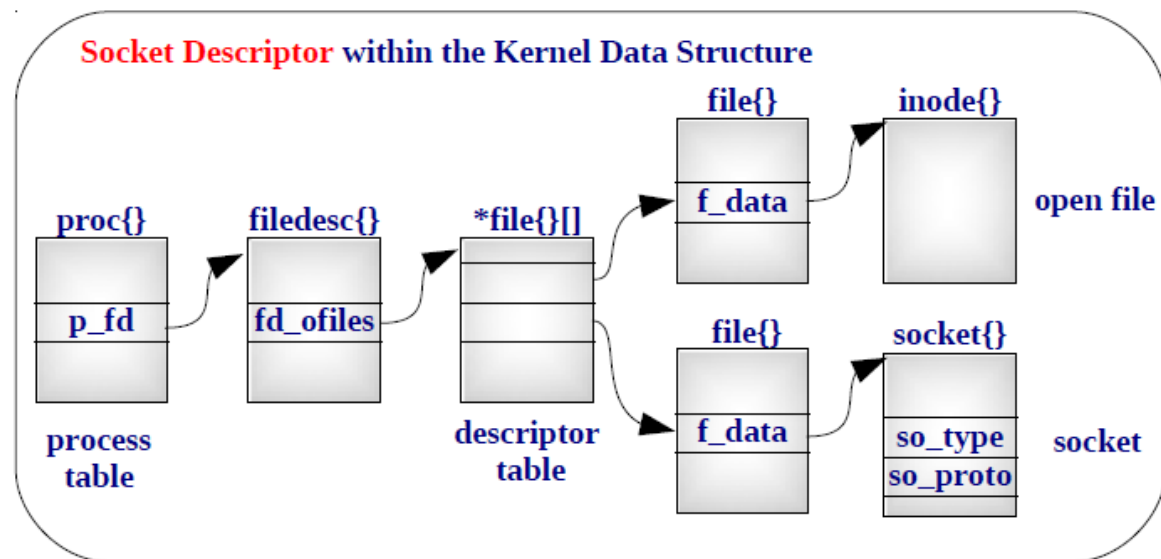 Socket Descriptor within the Kernel Data Structure
file{}
inode{}
f_data
open file
proc{}
filedesc{}
*file{}[]
p_fd
fd_ofiles
process
table
descriptor
table
file{}
socket{}
f_data
so_type
so_proto
socket